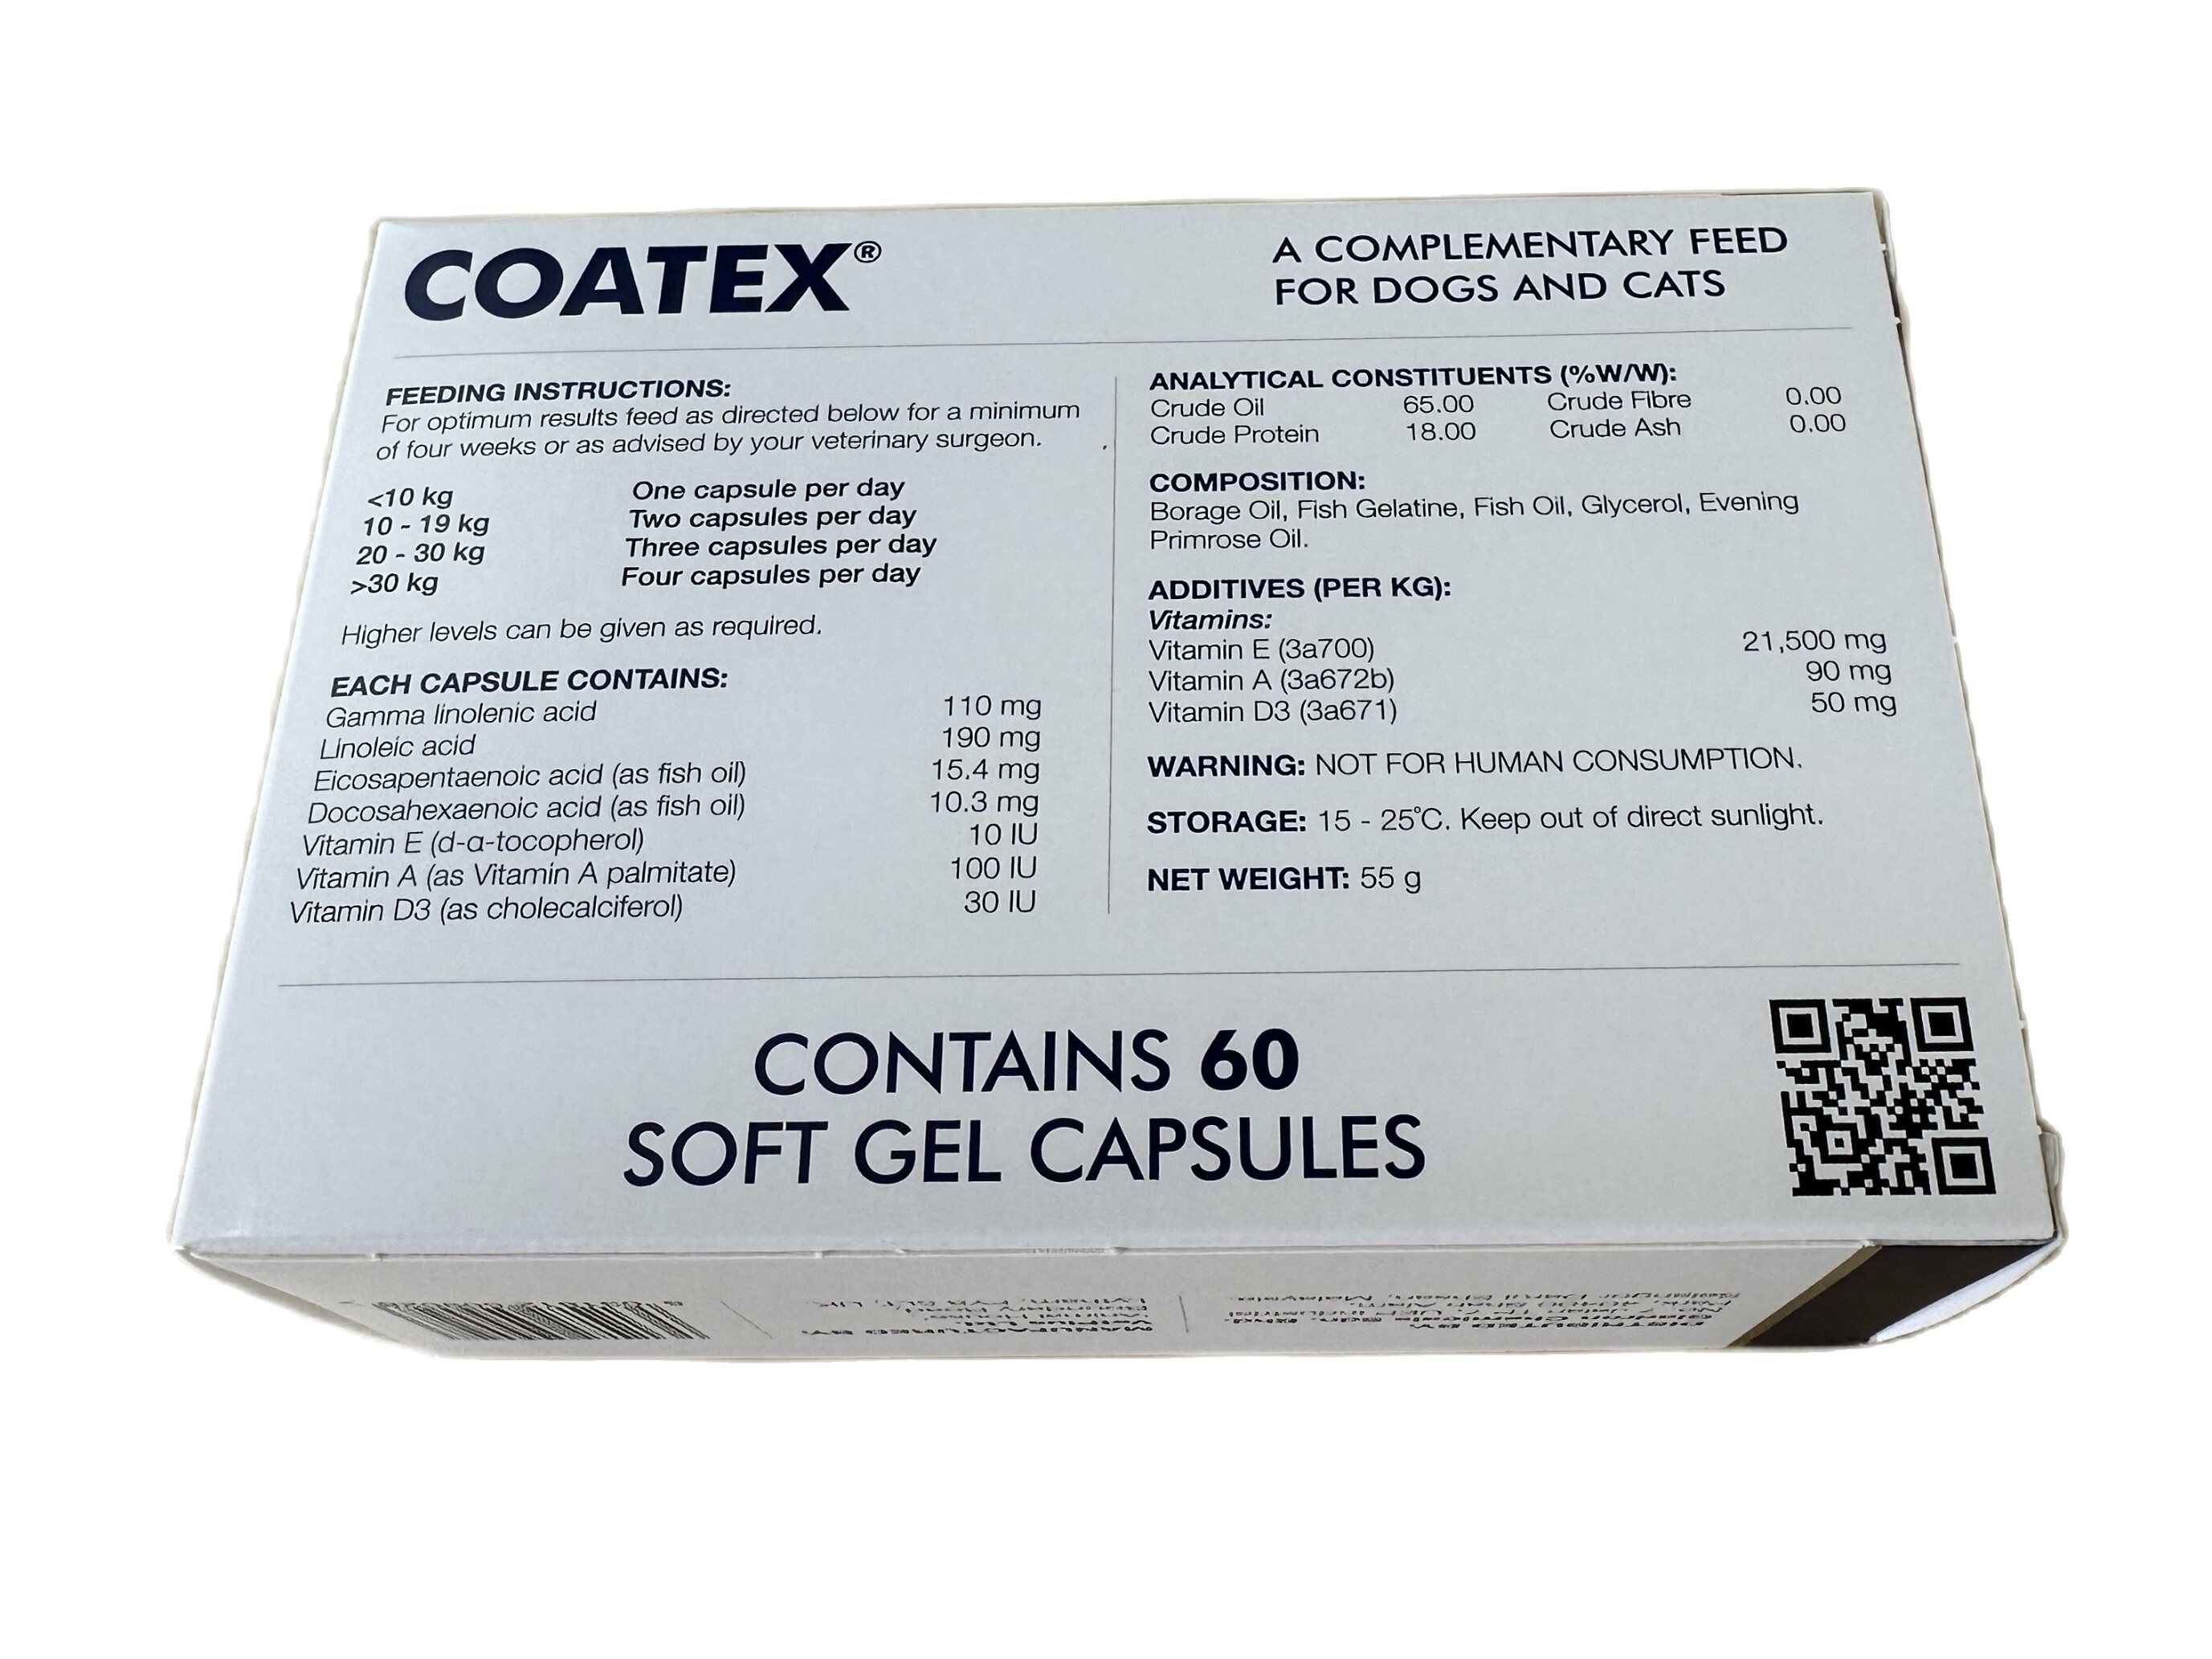 COATEX®
A COMPLEMENTARY FEED
FOR DOGS AND CATS
FEEDING INSTRUCTIONS:
For optimum results feed as directed below for a minimum
of four weeks or as advised by your veterinary surgeon.
<10 kg One capsule per day
10 - 19 kg Two capsules per day
20 - 30 kg Three capsules per day
>30 kg Four capsules per day
Higher levels can be given as required.
EACH CAPSULE CONTAINS:
Gamma linolenic acid 110 mg
Linoleic acid 190 mg
Eicosapentaenoic acid (as fish oil) 15.4 mg
Docosahexaenoic acid (as fish oil) 10.3 mg
Vitamin E (d-α-tocopherol) 10 IU
Vitamin A (as Vitamin A palmitate) 100 IU
Vitamin D3 (as cholecalciferol) 30 IU
ANALYTICAL CONSTITUENTS (%W/W):
Crude Oil 65.00 Crude Fibre 0.00
Crude Protein 18.00 Crude Ash 0.00
COMPOSITION:
Borage Oil, Fish Gelatine, Fish Oil, Glycerol, Evening
Primrose Oil.
ADDITIVES (PER KG):
Vitamins:
Vitamin E (3a700) 21,500 mg
Vitamin A (3a672b) 90 mg
Vitamin D3 (3a671) 50 mg
WARNING: NOT FOR HUMAN CONSUMPTION.
STORAGE: 15 - 25°C. Keep out of direct sunlight.
NET WEIGHT: 55 g
CONTAINS 60
SOFT GEL CAPSULES
MANUFACTURED BY:
VetPlus Ltd.
DISTRIBUTED BY: